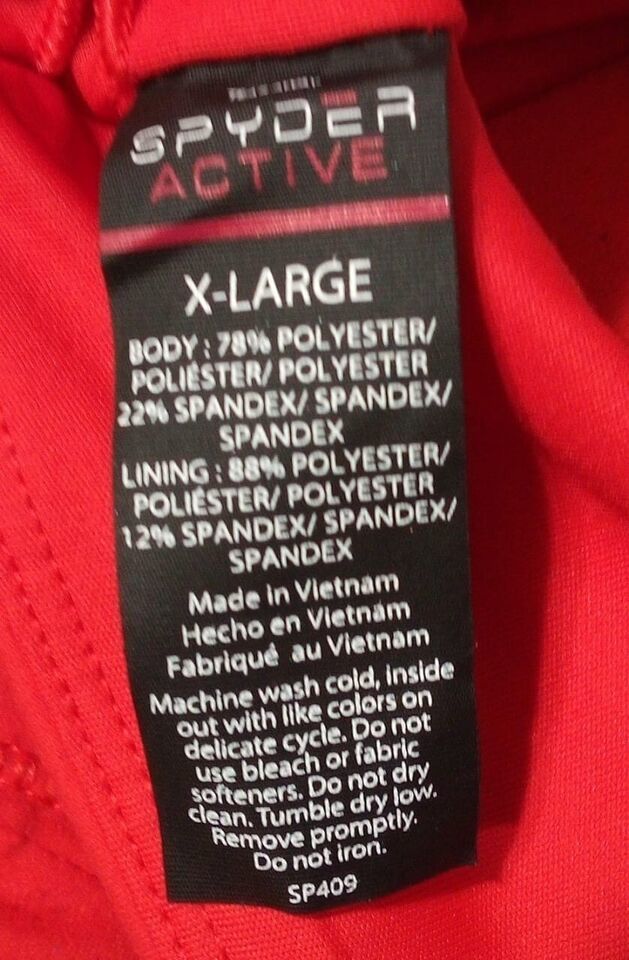 SPYDER
ACTIVE
X-LARGE
BODY : 78% POLYESTER/
POLIÉSTER/ POLYESTER
22% SPANDEX/ SPANDEX/
SPANDEX
LINING : 88% POLYESTER/
POLIÉSTER/ POLYESTER
12% SPANDEX/ SPANDEX/
SPANDEX
Made in Vietnam
Hecho en Vietnám
Fabriqué au Vietnam
Machine wash cold, inside
out with like colors on
delicate cycle. Do not
use bleach or fabric
softeners. Do not dry
clean. Tumble dry low.
Remove promptly.
Do not iron.
SP409